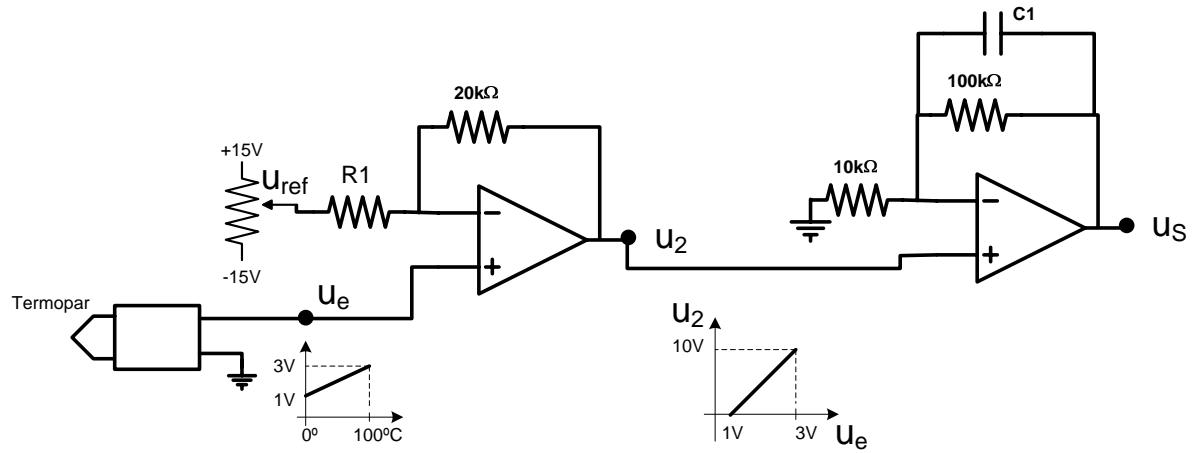 C1
20kΩ
100kΩ
+15V
uref
R1
10kΩ
-15V
u2
uS
Termopar
ue
3V
1V
0º 100ºC
u2
10V
1V 3V
ue